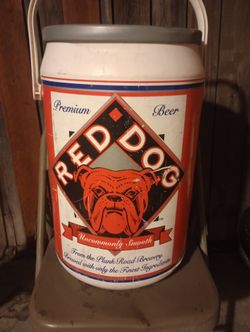 Premium Beer
RED DOG
Uncommonly Smooth
From the Plank Road Brewery.
Brewed with only the Finest Ingredients